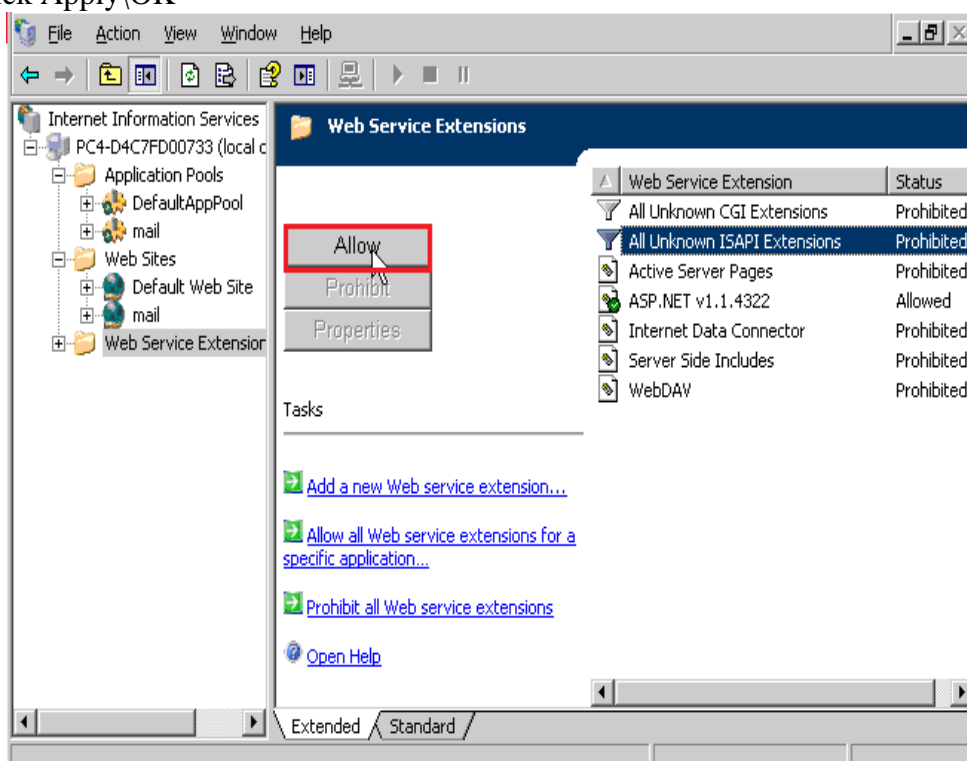 ck Apply\OK
File Action View Window Help
Internet Information Services
PC4-D4C7FD00733 (local c
Application Pools
DefaultAppPool
mail
Web Sites
Default Web Site
mail
Web Service Extension
Web Service Extensions
Allow
Prohibit
Properties
Tasks
Add a new Web service extension...
Allow all Web service extensions for a
specific application...
Prohibit all Web service extensions
Open Help
Web Service Extension Status
All Unknown CGI Extensions Prohibited
All Unknown ISAPI Extensions Prohibited
Active Server Pages Prohibited
ASP.NET v1.1.4322 Allowed
Internet Data Connector Prohibited
Server Side Includes Prohibited
WebDAV Prohibited
Extended Standard